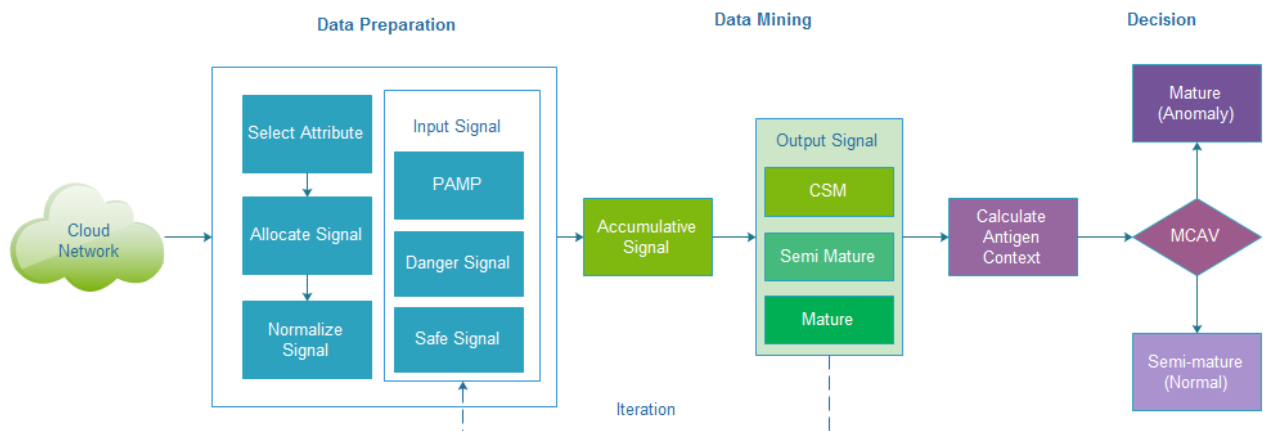 Data Preparation
Data Mining
Decision
Cloud
Network
Select Attribute
Allocate Signal
Normalize
Signal
Input Signal
PAMP
Danger Signal
Safe Signal
Accumulative
Signal
Output Signal
CSM
Semi Mature
Mature
Calculate
Antigen
Context
Mature
(Anomaly)
MCAV
Semi-mature
(Normal)
Iteration